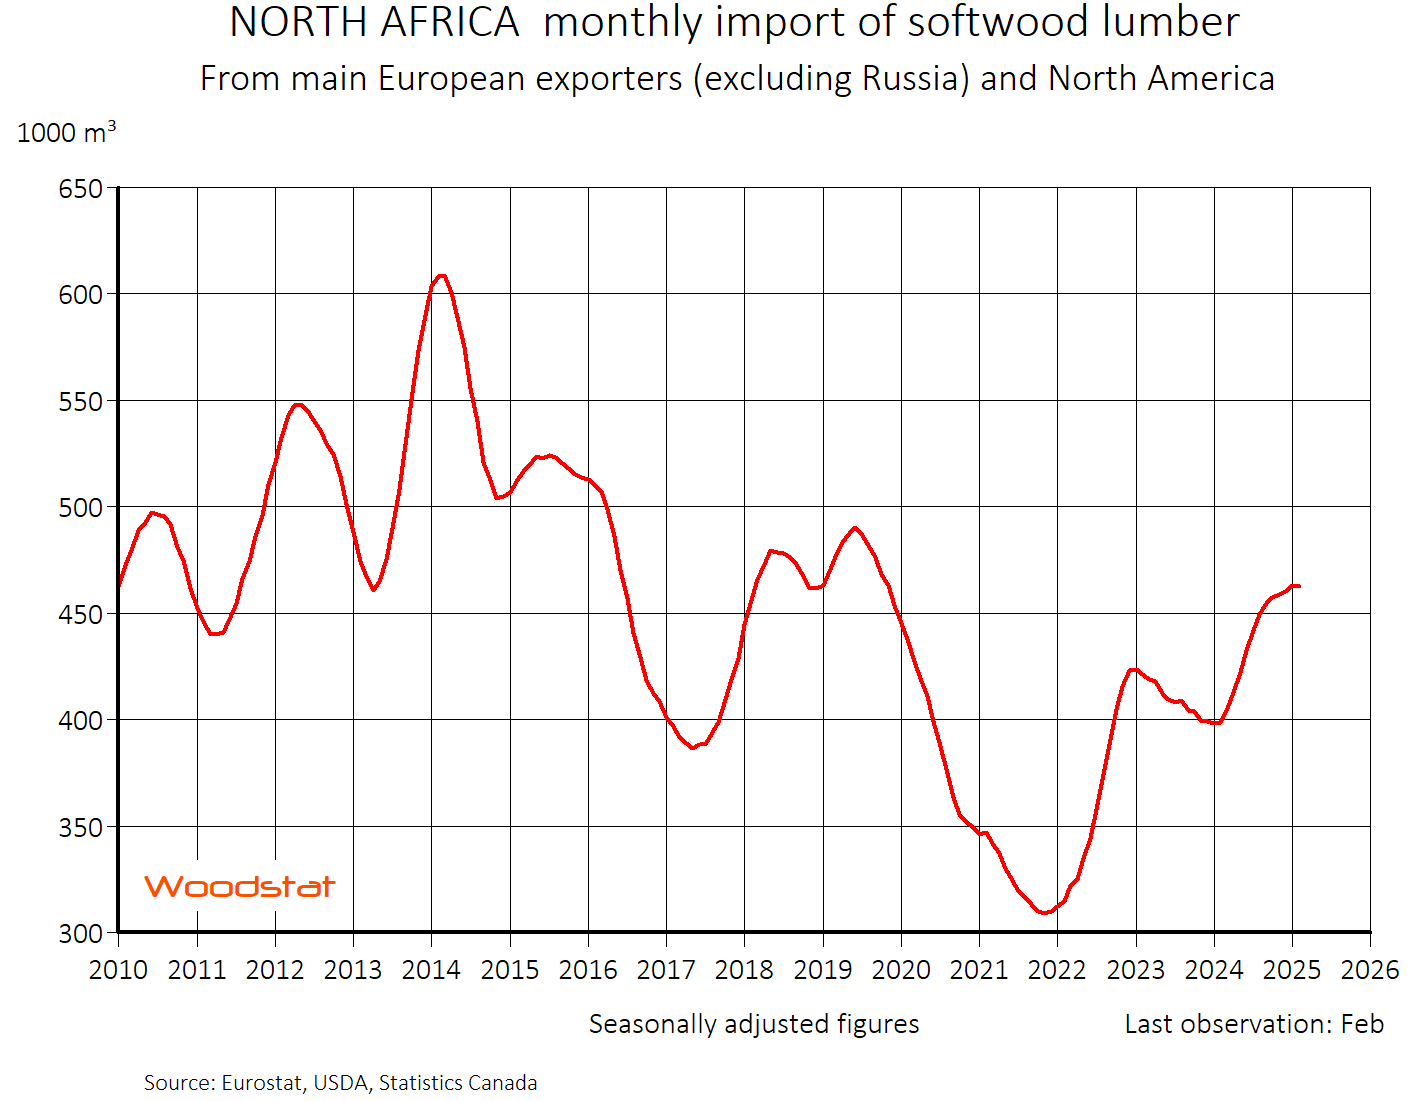 NORTH AFRICA monthly import of softwood lumber
From main European exporters (excluding Russia) and North America
1000 m³
650
600
550
500
450
400
350
300
Woodstat
2010 2011 2012 2013 2014 2015 2016 2017 2018 2019 2020 2021 2022 2023 2024 2025 2026
Seasonally adjusted figures Last observation: Feb
Source: Eurostat, USDA, Statistics Canada